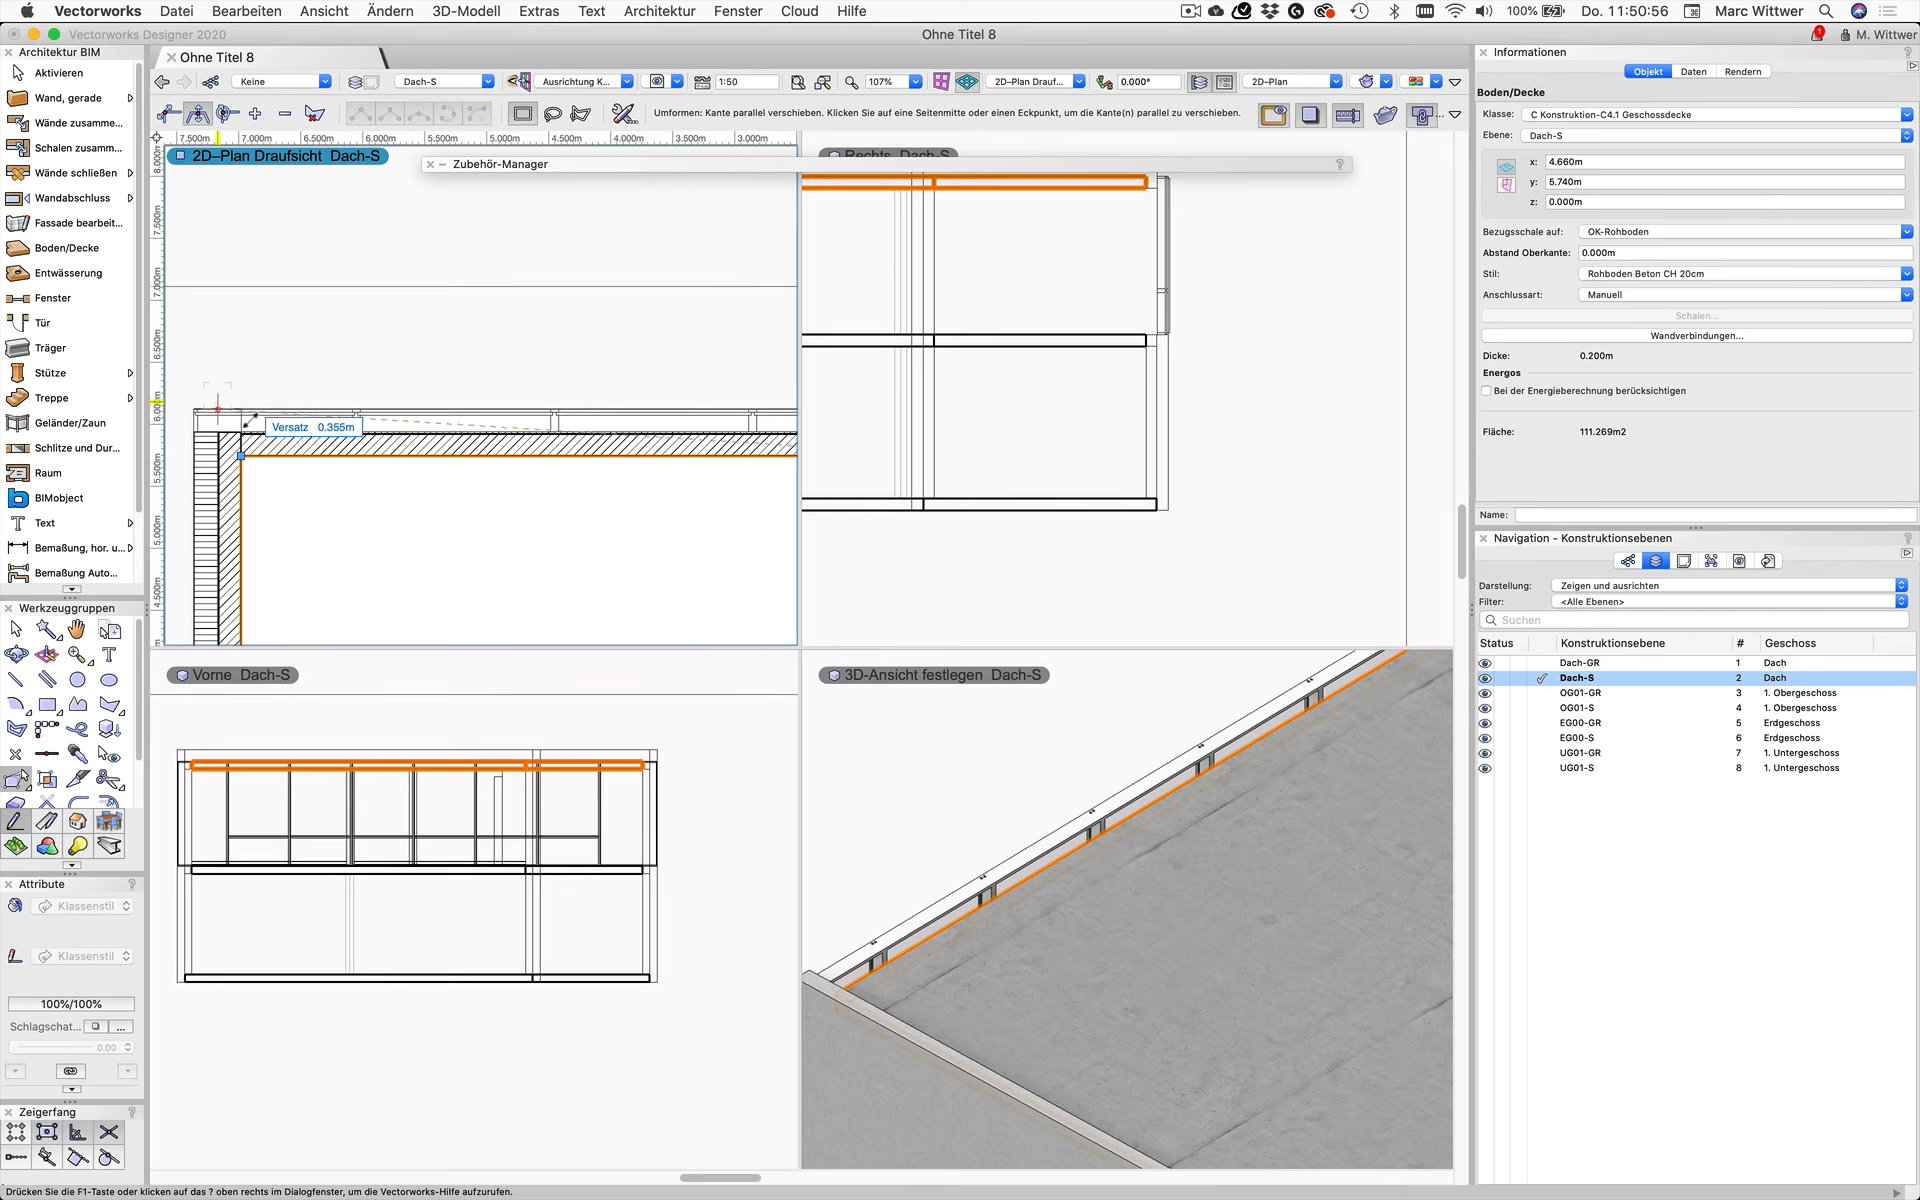 Vectorworks Datei Bearbeiten Ansicht Ändern 3D-Modell Extras Text Architektur Fenster Cloud Hilfe 100% Do. 11:50:56 Marc Wittwer
Vectorworks Designer 2020 Ohne Titel 8 1 M. Wittwer
Architektur BIM
Aktivieren
Wand, gerade
Wände zusamme...
Schalen zusamm...
Wände schließen
Wandabschluss
Fassade bearbeit...
Boden/Decke
Entwässerung
Fenster
Tür
Träger
Stütze
Treppe
Geländer/Zaun
Schlitze und Dur...
Raum
BIMobject
Text
Bemaßung, hor. u...
Bemaßung Auto...
Werkzeuggruppen
Attribute
Klassenstil
Klassenstil
100%/100%
Schlagschat... ...
0.00
Zeigerfang
Ohne Titel 8
Keine Dach-S Ausrichtung K... 1:50 107% 2D-Plan Drauf... 0.000° 2D-Plan
Umformen: Kante parallel verschieben. Klicken Sie auf eine Seitenmitte oder einen Eckpunkt, um die Kante(n) parallel zu verschieben.
7.500m 7.000m 6.500m 6.000m 5.500m 5.000m 4.500m 4.000m 3.500m 3.000m
8.000m
7.500m
7.000m
6.500m
6.000m
5.500m
5.000m
4.500m
2D–Plan Draufsicht Dach-S
Rechts Dach-S
Zubehör-Manager
Versatz 0.355m
Vorne Dach-S
3D-Ansicht festlegen Dach-S
Informationen
Objekt Daten Rendern
Boden/Decke
Klasse: C Konstruktion-C4.1 Geschossdecke
Ebene: Dach-S
x: 4.660m
y: 5.740m
z: 0.000m
Bezugsschale auf: OK-Rohboden
Abstand Oberkante: 0.000m
Stil: Rohboden Beton CH 20cm
Anschlussart: Manuell
Schalen...
Wandverbindungen...
Dicke: 0.200m
Energos
Bei der Energieberechnung berücksichtigen
Fläche: 111.269m2
Name:
Navigation - Konstruktionsebenen
Darstellung: Zeigen und ausrichten
Filter: <Alle Ebenen>
Suchen
Status Konstruktionsebene # Geschoss
Dach-GR 1 Dach
Dach-S 2 Dach
OG01-GR 3 1. Obergeschoss
OG01-S 4 1. Obergeschoss
EG00-GR 5 Erdgeschoss
EG00-S 6 Erdgeschoss
UG01-GR 7 1. Untergeschoss
UG01-S 8 1. Untergeschoss
Drücken Sie die F1-Taste oder klicken auf das ? oben rechts im Dialogfenster, um die Vectorworks-Hilfe aufzurufen.